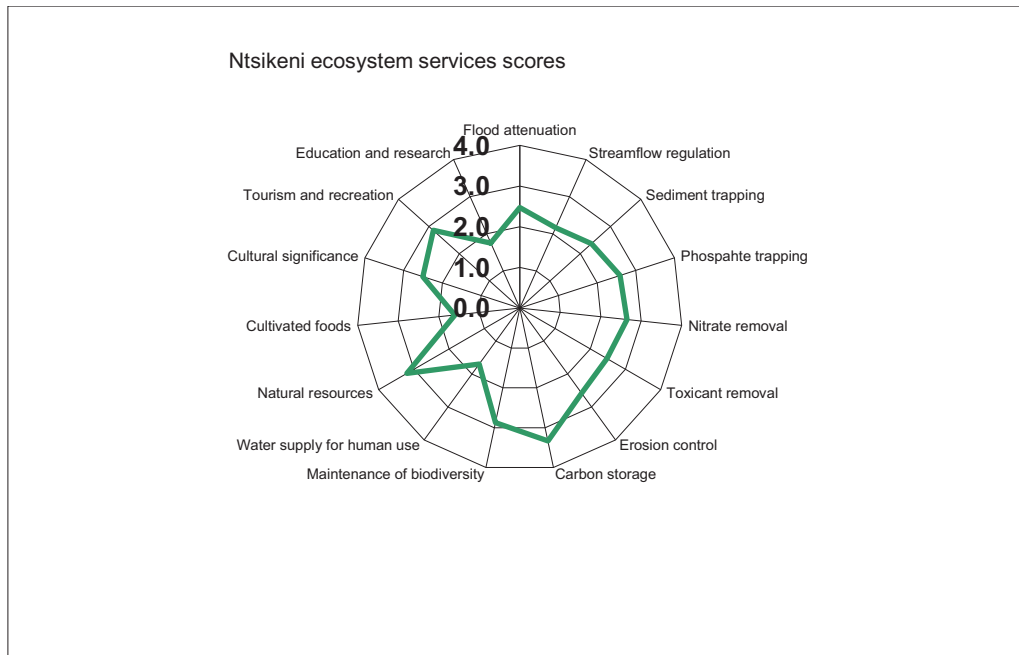 Ntsikeni ecosystem services scores
Flood attenuation
4.0
Education and research
Streamflow regulation
3.0
Tourism and recreation
Sediment trapping
2.0
Cultural significance
Phospahte trapping
1.0
0.0
Cultivated foods
Nitrate removal
Natural resources
Toxicant removal
Water supply for human use
Erosion control
Maintenance of biodiversity
Carbon storage